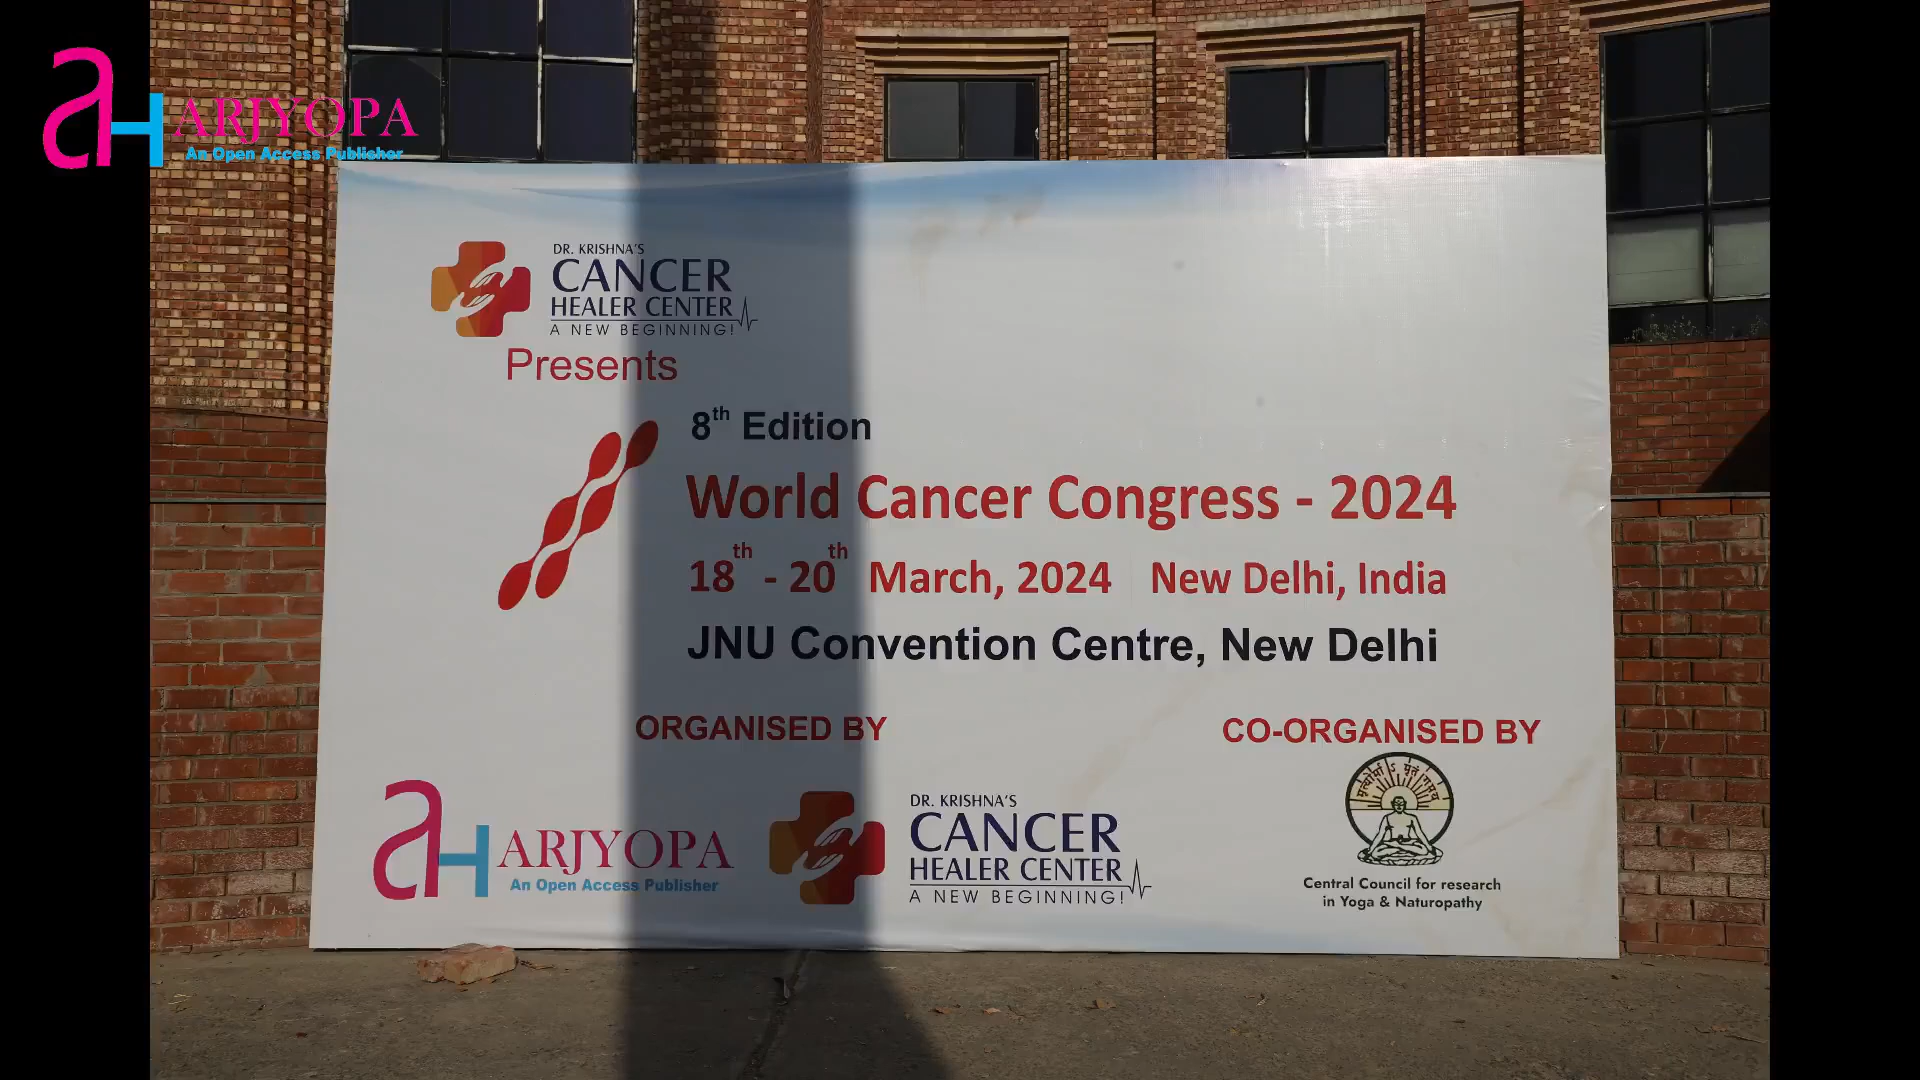 ARJYOPA
An Open Access Publisher
DR. KRISHNA'S
CANCER
HEALER CENTER
A NEW BEGINNING!
Presents
8th Edition
World Cancer Congress - 2024
18th - 20th March, 2024 New Delhi, India
JNU Convention Centre, New Delhi
ORGANISED BY
CO-ORGANISED BY
ARJYOPA
An Open Access Publisher
DR. KRISHNA'S
CANCER
HEALER CENTER
A NEW BEGINNING!
मृत्योर्मा ऽ मृतं गमय
Central Council for research
in Yoga & Naturopathy